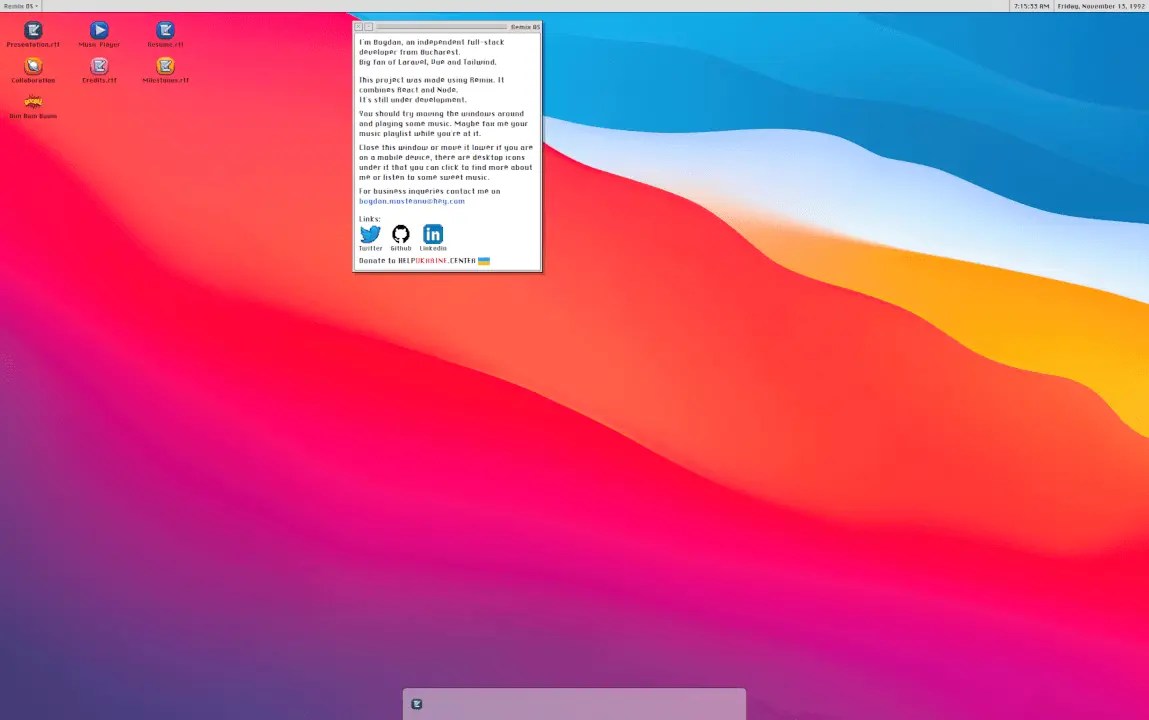 Remix OS
7:15:33 AM
Friday, November 13, 1992
Presentation.rtf
Music Player
Resume.rtf
Collaboration
Credits.rtf
Milestones.rtf
Dim Bam Boom
Remix OS
I'm Bogdan, an independent full-stack
developer from Bucharest.
Big fan of Laravel, Vue and Tailwind.
This project was made using Remix. It
combines React and Node.
It's still under development.
You should try moving the windows around
and playing some music. Maybe fav me your
music playlist while you're at it.
Close this window or move it lower if you are
on a mobile device, there are desktop icons
under it that you can click to find more about
me or listen to some sweet music.
For business inqueries contact me on
bogdan.mosteanu@hey.com
Links:
Twitter
Github
Linkedin
Donate to HELPUKRAINE.CENTER